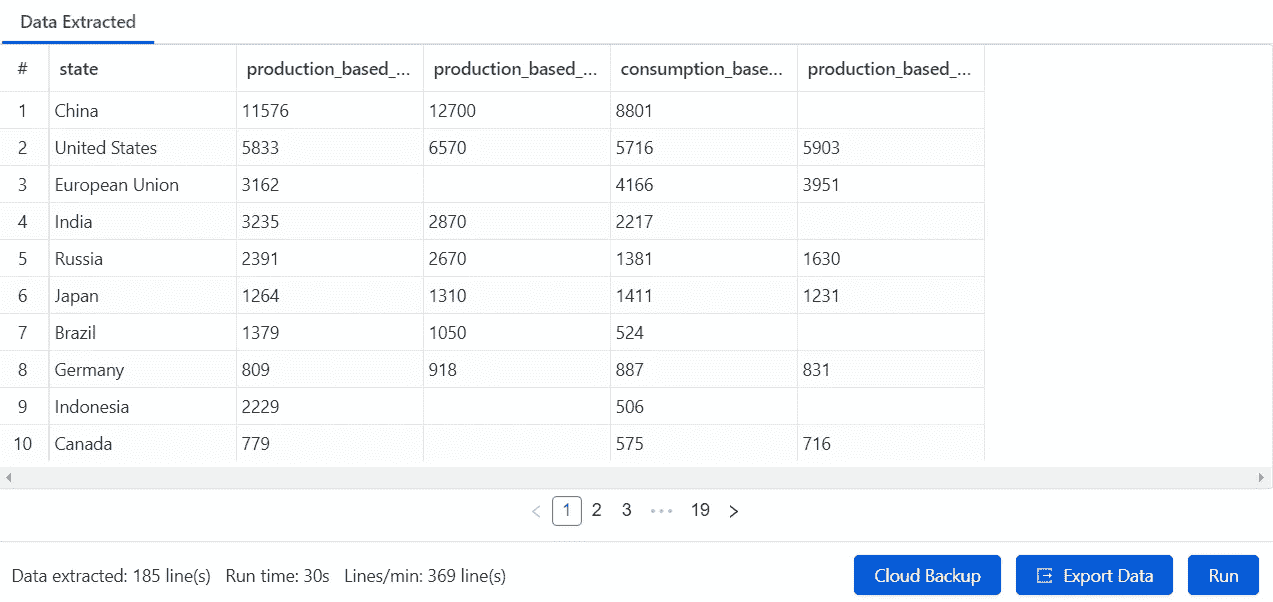 Data Extracted
# state production_based_... production_based_... consumption_base... production_based_...
1 China 11576 12700 8801
2 United States 5833 6570 5716 5903
3 European Union 3162 4166 3951
4 India 3235 2870 2217
5 Russia 2391 2670 1381 1630
6 Japan 1264 1310 1411 1231
7 Brazil 1379 1050 524
8 Germany 809 918 887 831
9 Indonesia 2229 506
10 Canada 779 575 716
< 1 2 3 ••• 19 >
Data extracted: 185 line(s) Run time: 30s Lines/min: 369 line(s) Cloud Backup Export Data Run